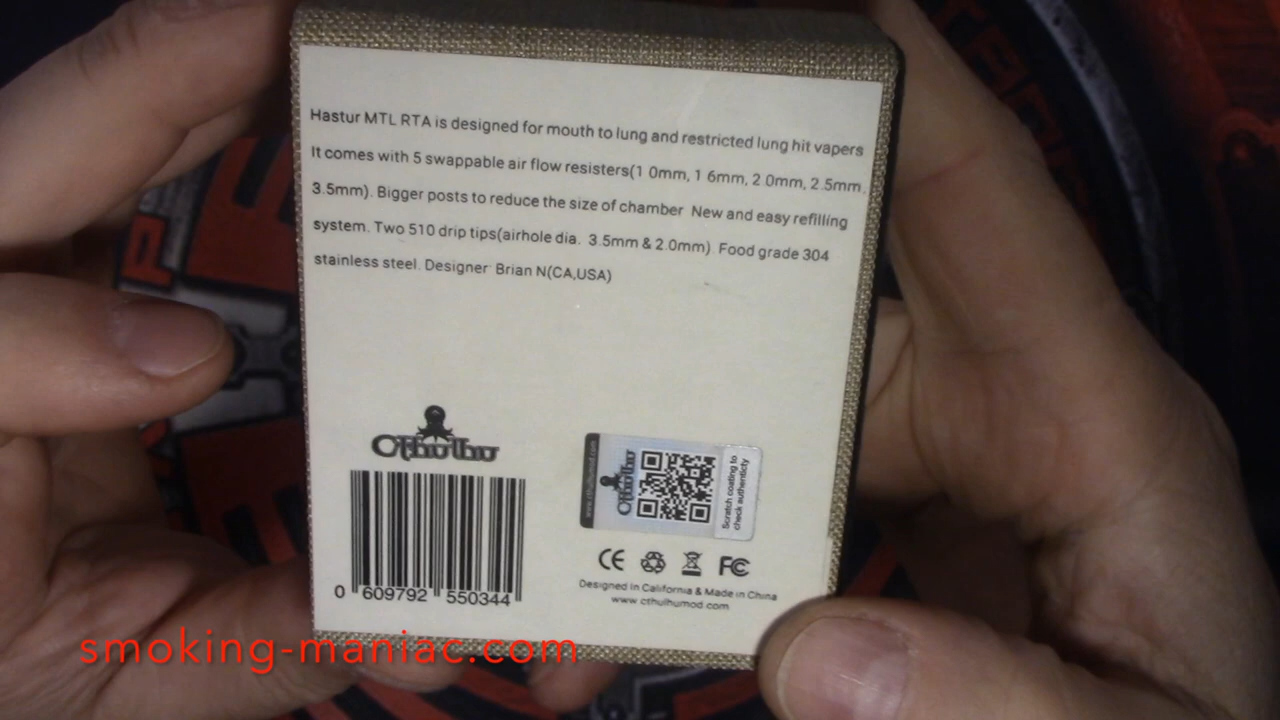 Hastur MTL RTA is designed for mouth to lung and restricted lung hit vapers
It comes with 5 swappable air flow resisters(1 0mm, 1 6mm, 2 0mm, 2.5mm,
3.5mm). Bigger posts to reduce the size of chamber New and easy refilling
system. Two 510 drip tips(airhole dia. 3.5mm & 2.0mm) Food grade 304
stainless steel. Designer: Brian N(CA,USA)
Cthulhu
0 609792 550344
www.cthulhumod.com
Cthulhu
Scratch coating to
check authenticity
CE FC
Designed in California & Made in China
www cthulhumod com
smoking-maniac.com